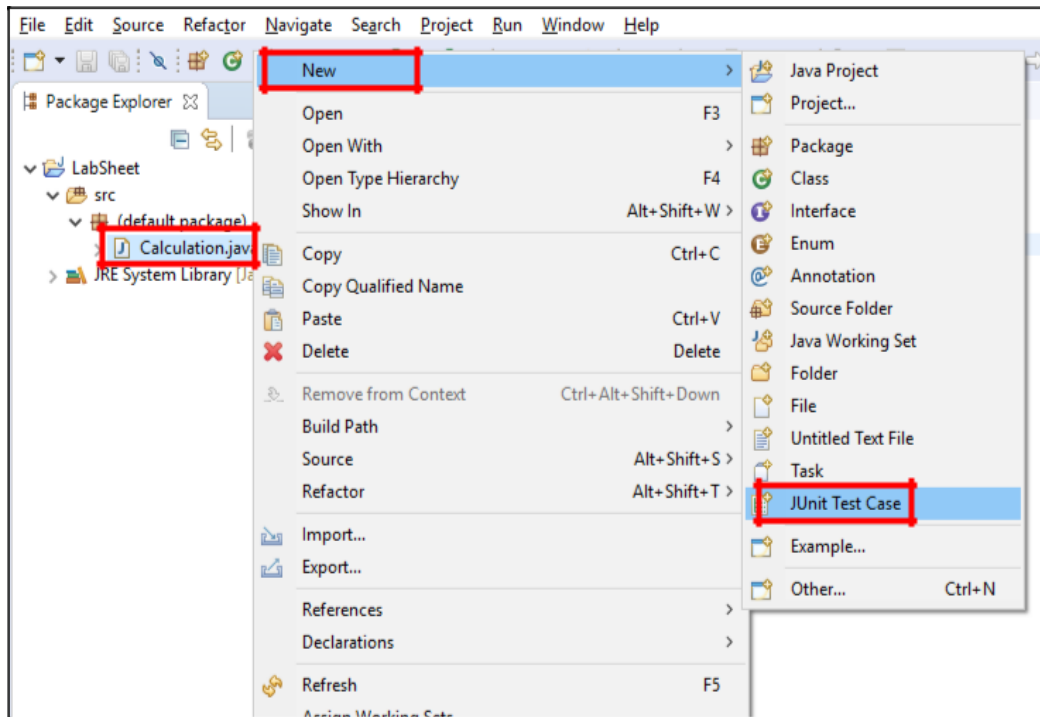 File Edit Source Refactor Navigate Search Project Run Window Help
Package Explorer
LabSheet
src
(default package)
Calculation.java
JRE System Library
New
Open F3
Open With
Open Type Hierarchy F4
Show In Alt+Shift+W
Copy Ctrl+C
Copy Qualified Name
Paste Ctrl+V
Delete Delete
Remove from Context Ctrl+Alt+Shift+Down
Build Path
Source Alt+Shift+S
Refactor Alt+Shift+T
Import...
Export...
References
Declarations
Refresh F5
Assign Working Sets
Java Project
Project...
Package
Class
Interface
Enum
Annotation
Source Folder
Java Working Set
Folder
File
Untitled Text File
Task
JUnit Test Case
Example...
Other... Ctrl+N